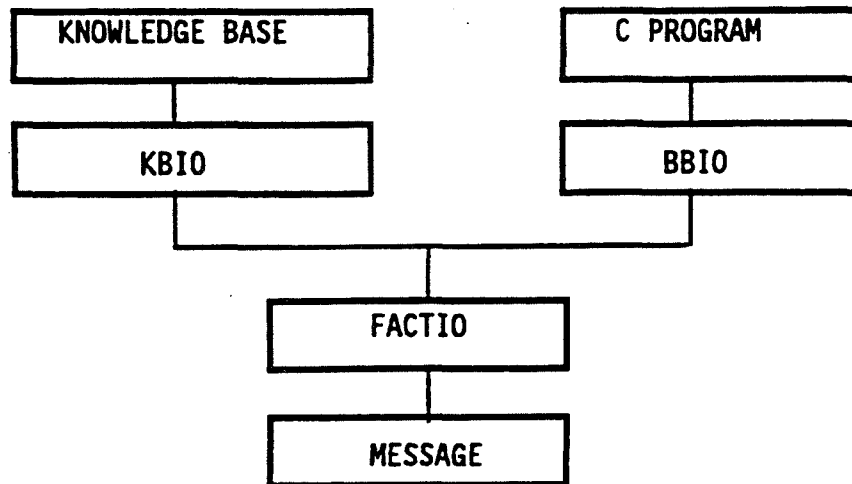 KNOWLEDGE BASE
C PROGRAM
KBIO
BBIO
FACTIO
MESSAGE